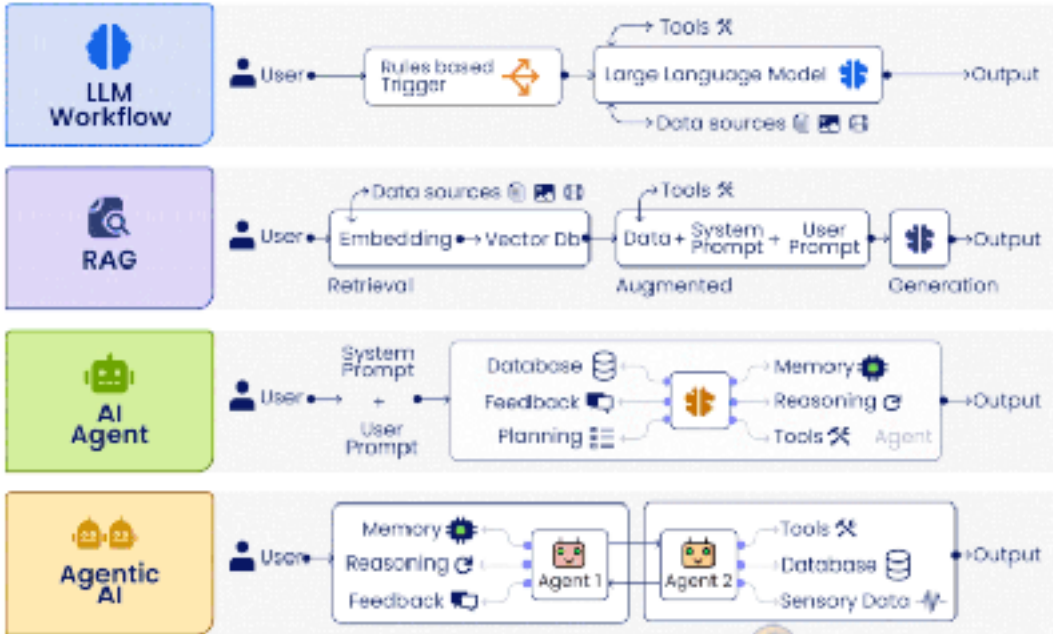 LLM
Workflow
User
Rules based
Trigger
Tools
Large Language Model
Data sources
Output
RAG
User
Data sources
Embedding
Vector Db
Retrieval
Tools
Data + System Prompt + User Prompt
Augmented
Generation
Output
AI
Agent
User
System
Prompt
+
User
Prompt
Database
Feedback
Planning
Memory
Reasoning
Tools
Agent
Output
Agentic
AI
User
Memory
Reasoning
Feedback
Agent 1
Agent 2
Tools
Database
Sensory Data
Output